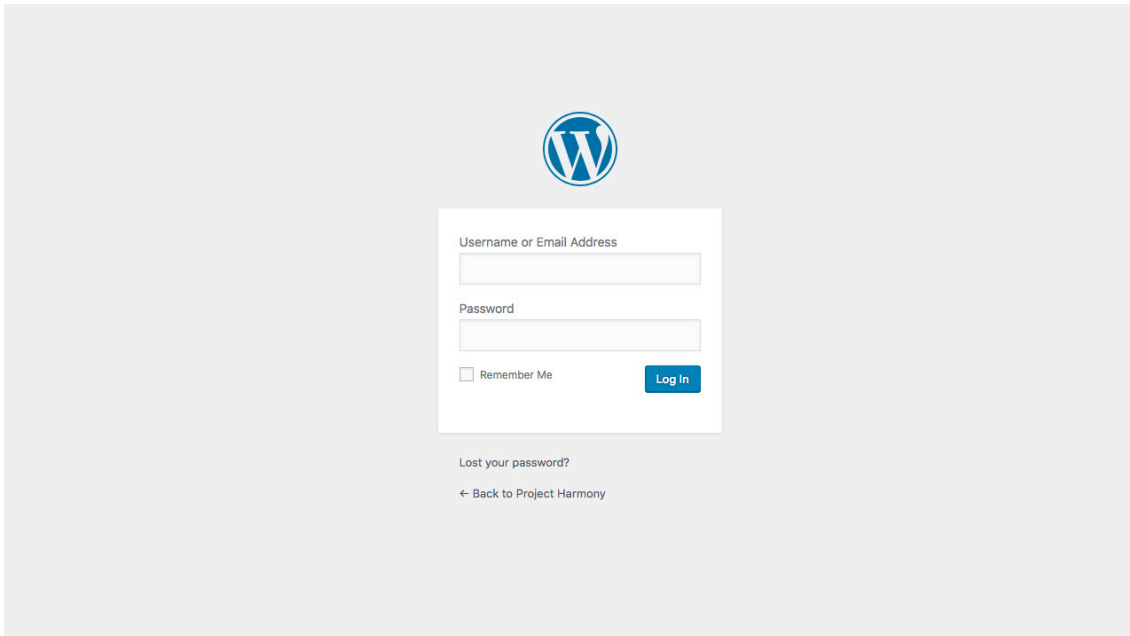 Username or Email Address
Password
Remember Me
Log In
Lost your password?
← Back to Project Harmony